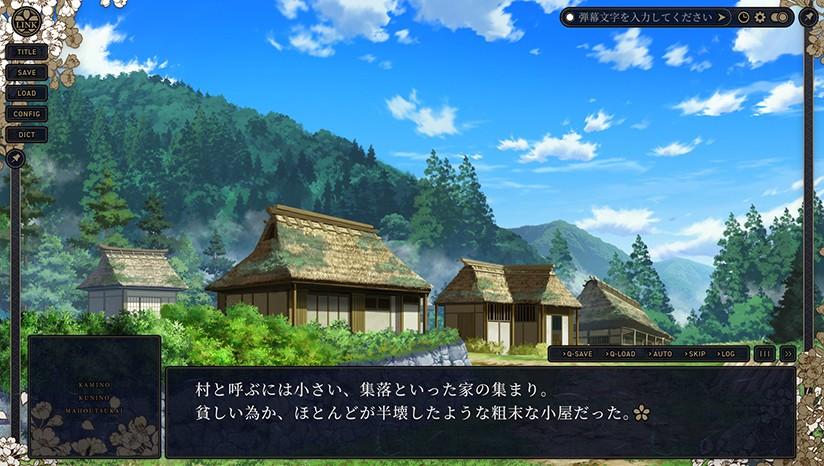 LINK
弾幕文字を入力してください
TITLE
SAVE
LOAD
CONFIG
DICT
Q-SAVE
Q-LOAD
AUTO
SKIP
LOG
KAMINO
KUNINO
MAHOUTSUKAI
村と呼ぶには小さい、集落といった家の集まり。
貧しい為か、ほとんどが半壊したような粗末な小屋だった。